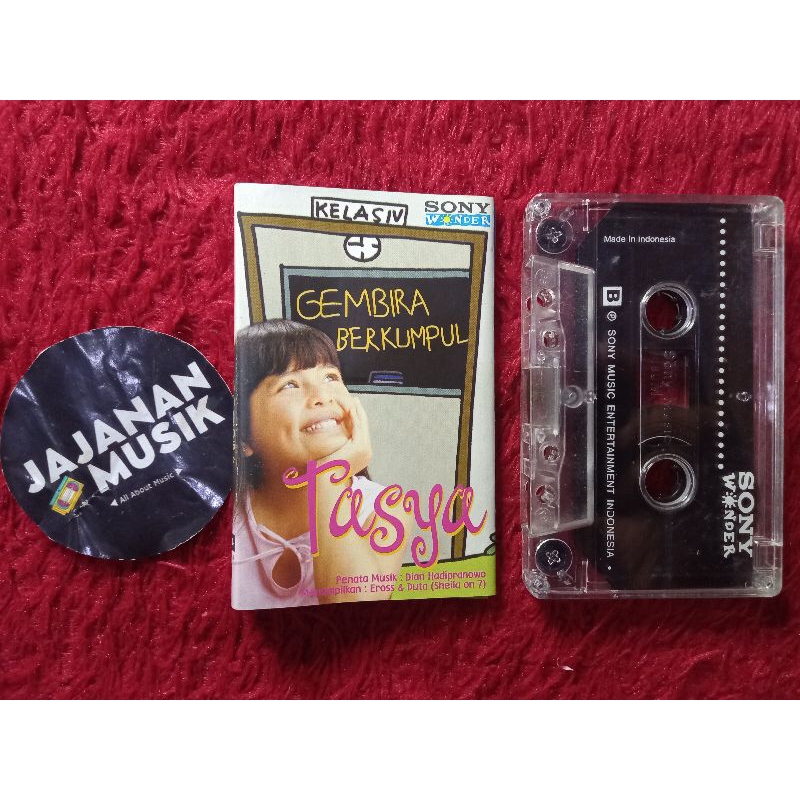 JAJANAN
MUSIK
All About Music
KELAS IV
SONY
WONDER
GEMBIRA
BERKUMPUL
Tasya
Penata Musik : Dian Hadipranowo
: Eross & Duta (Sheila on 7)
Made In Indonesia
B ℗ SONY MUSIC ENTERTAINMENT INDONESIA
SONY
WONDER